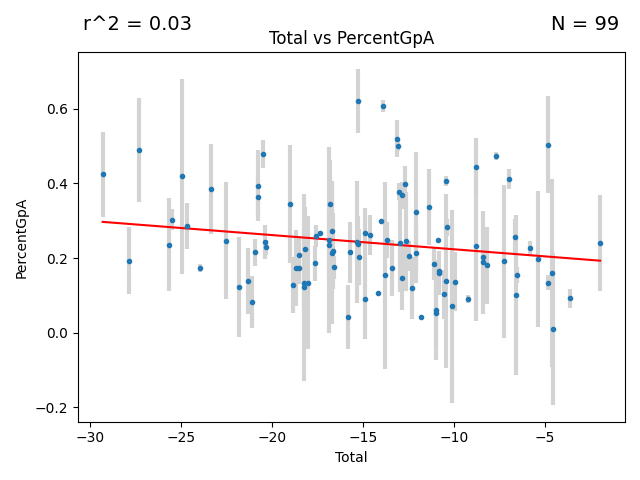 r^2 = 0.03
N = 99
Total vs PercentGpA
PercentGpA
0.6
0.4
0.2
0.0
−0.2
−30
−25
−20
−15
−10
−5
Total